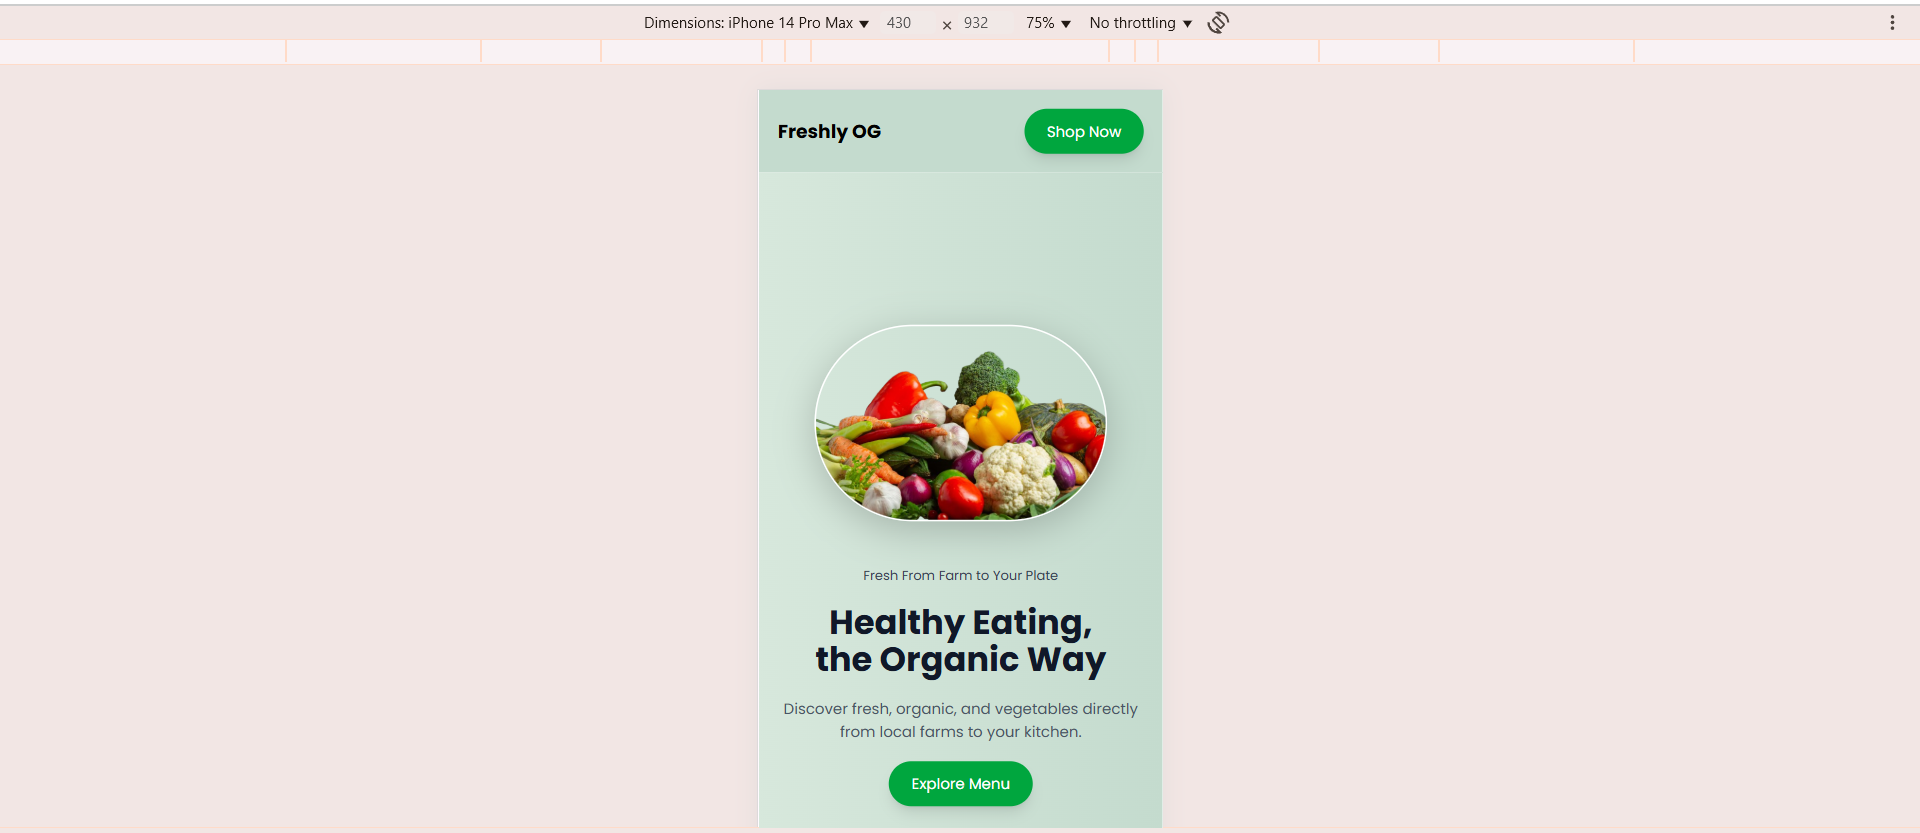 Dimensions: iPhone 14 Pro Max 430 × 932 75% No throttling
Freshly OG
Shop Now
Fresh From Farm to Your Plate
Healthy Eating,
the Organic Way
Discover fresh, organic, and vegetables directly
from local farms to your kitchen.
Explore Menu